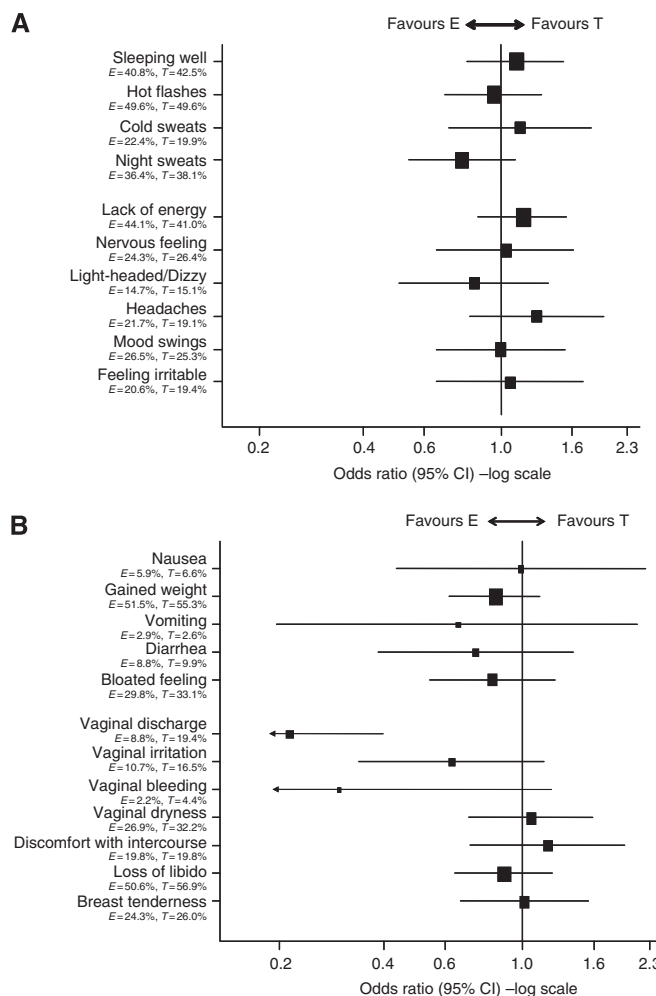 A
Favours E Favours T
Sleeping well
E=40.8%, T=42.5%
Hot flashes
E=49.6%, T=49.6%
Cold sweats
E=22.4%, T=19.9%
Night sweats
E=36.4%, T=38.1%
Lack of energy
E=44.1%, T=41.0%
Nervous feeling
E=24.3%, T=26.4%
Light-headed/Dizzy
E=14.7%, T=15.1%
Headaches
E=21.7%, T=19.1%
Mood swings
E=26.5%, T=25.3%
Feeling irritable
E=20.6%, T=19.4%
0.2 0.4 0.6 1.0 1.6 2.3
Odds ratio (95% CI) –log scale
B
Favours E Favours T
Nausea
E=5.9%, T=6.6%
Gained weight
E=51.5%, T=55.3%
Vomiting
E=2.9%, T=2.6%
Diarrhea
E=8.8%, T=9.9%
Bloated feeling
E=29.8%, T=33.1%
Vaginal discharge
E=8.8%, T=19.4%
Vaginal irritation
E=10.7%, T=16.5%
Vaginal bleeding
E=2.2%, T=4.4%
Vaginal dryness
E=26.9%, T=32.2%
Discomfort with intercourse
E=19.8%, T=19.8%
Loss of libido
E=50.6%, T=56.9%
Breast tenderness
E=24.3%, T=26.0%
0.2 0.4 0.6 1.0 1.6 2.3
Odds ratio (95% CI) –log scale